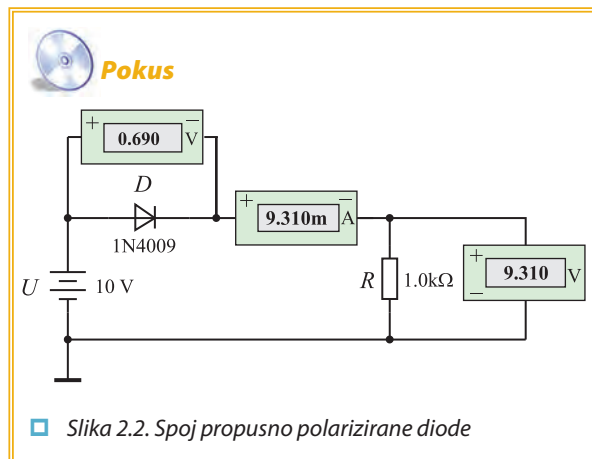 Pokus
+ 0.690 V −
D
1N4009
+ 9.310m A −
U 10 V
R 1.0kΩ
+ 9.310 V −
Slika 2.2. Spoj propusno polarizirane diode